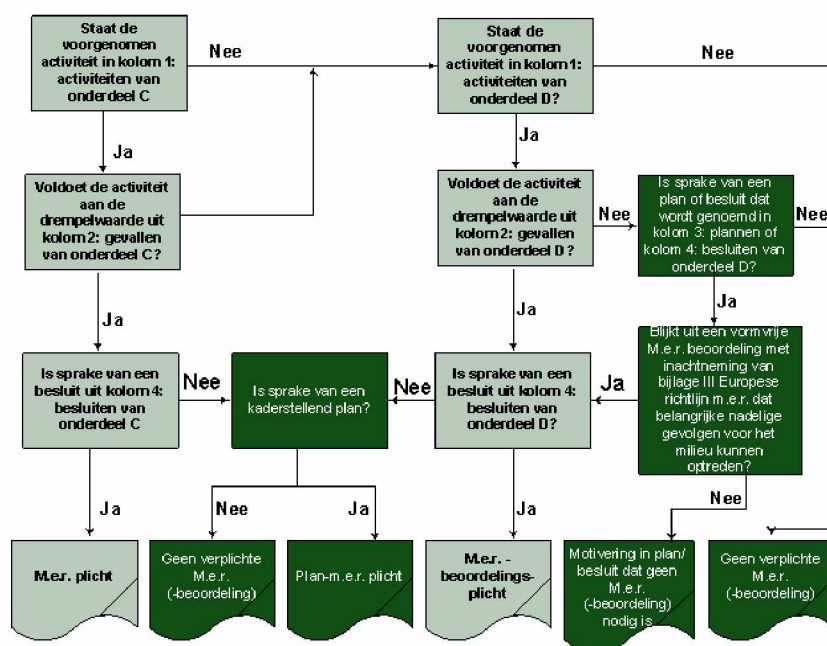 Staat de
voorgenomen
activiteit in kolom 1:
activiteiten van
onderdeel C
Nee
Staat de
voorgenomen
activiteit in kolom 1:
activiteiten van
onderdeel D?
Nee
Ja
Ja
Voldoet de activiteit
aan de
drempelwaarde uit
kolom 2: gevallen
van onderdeel C?
Voldoet de activiteit
aan de
drempelwaarde uit
kolom 2: gevallen
van onderdeel D?
Nee
Is sprake van een
plan of besluit dat
wordt genoemd in
kolom 3: plannen of
kolom 4: besluiten van
onderdeel D?
Nee
Ja
Ja
Ja
Is sprake van een
besluit uit kolom 4:
besluiten van
onderdeel C
Nee
Is sprake van een
kaderstellend plan?
Nee
Is sprake van een
besluit uit kolom 4:
besluiten van
onderdeel D?
Ja
Blijkt uit een vormvrije
M.e.r. beoordeling met
inachtneming van
bijlage III Europese
richtlijn m.e.r. dat
belangrijke nadelige
gevolgen voor het
milieu kunnen
optreden?
Ja
Nee
Ja
Ja
Nee
M.e.r. plicht
Geen verplichte
M.e.r.
(-beoordeling)
Plan-m.e.r. plicht
M.e.r. -
beoordelings-
plicht
Motivering in plan/
besluit dat geen
M.e.r.
(-beoordeling)
nodig is
Geen verplichte
M.e.r.
(-beoordeling)